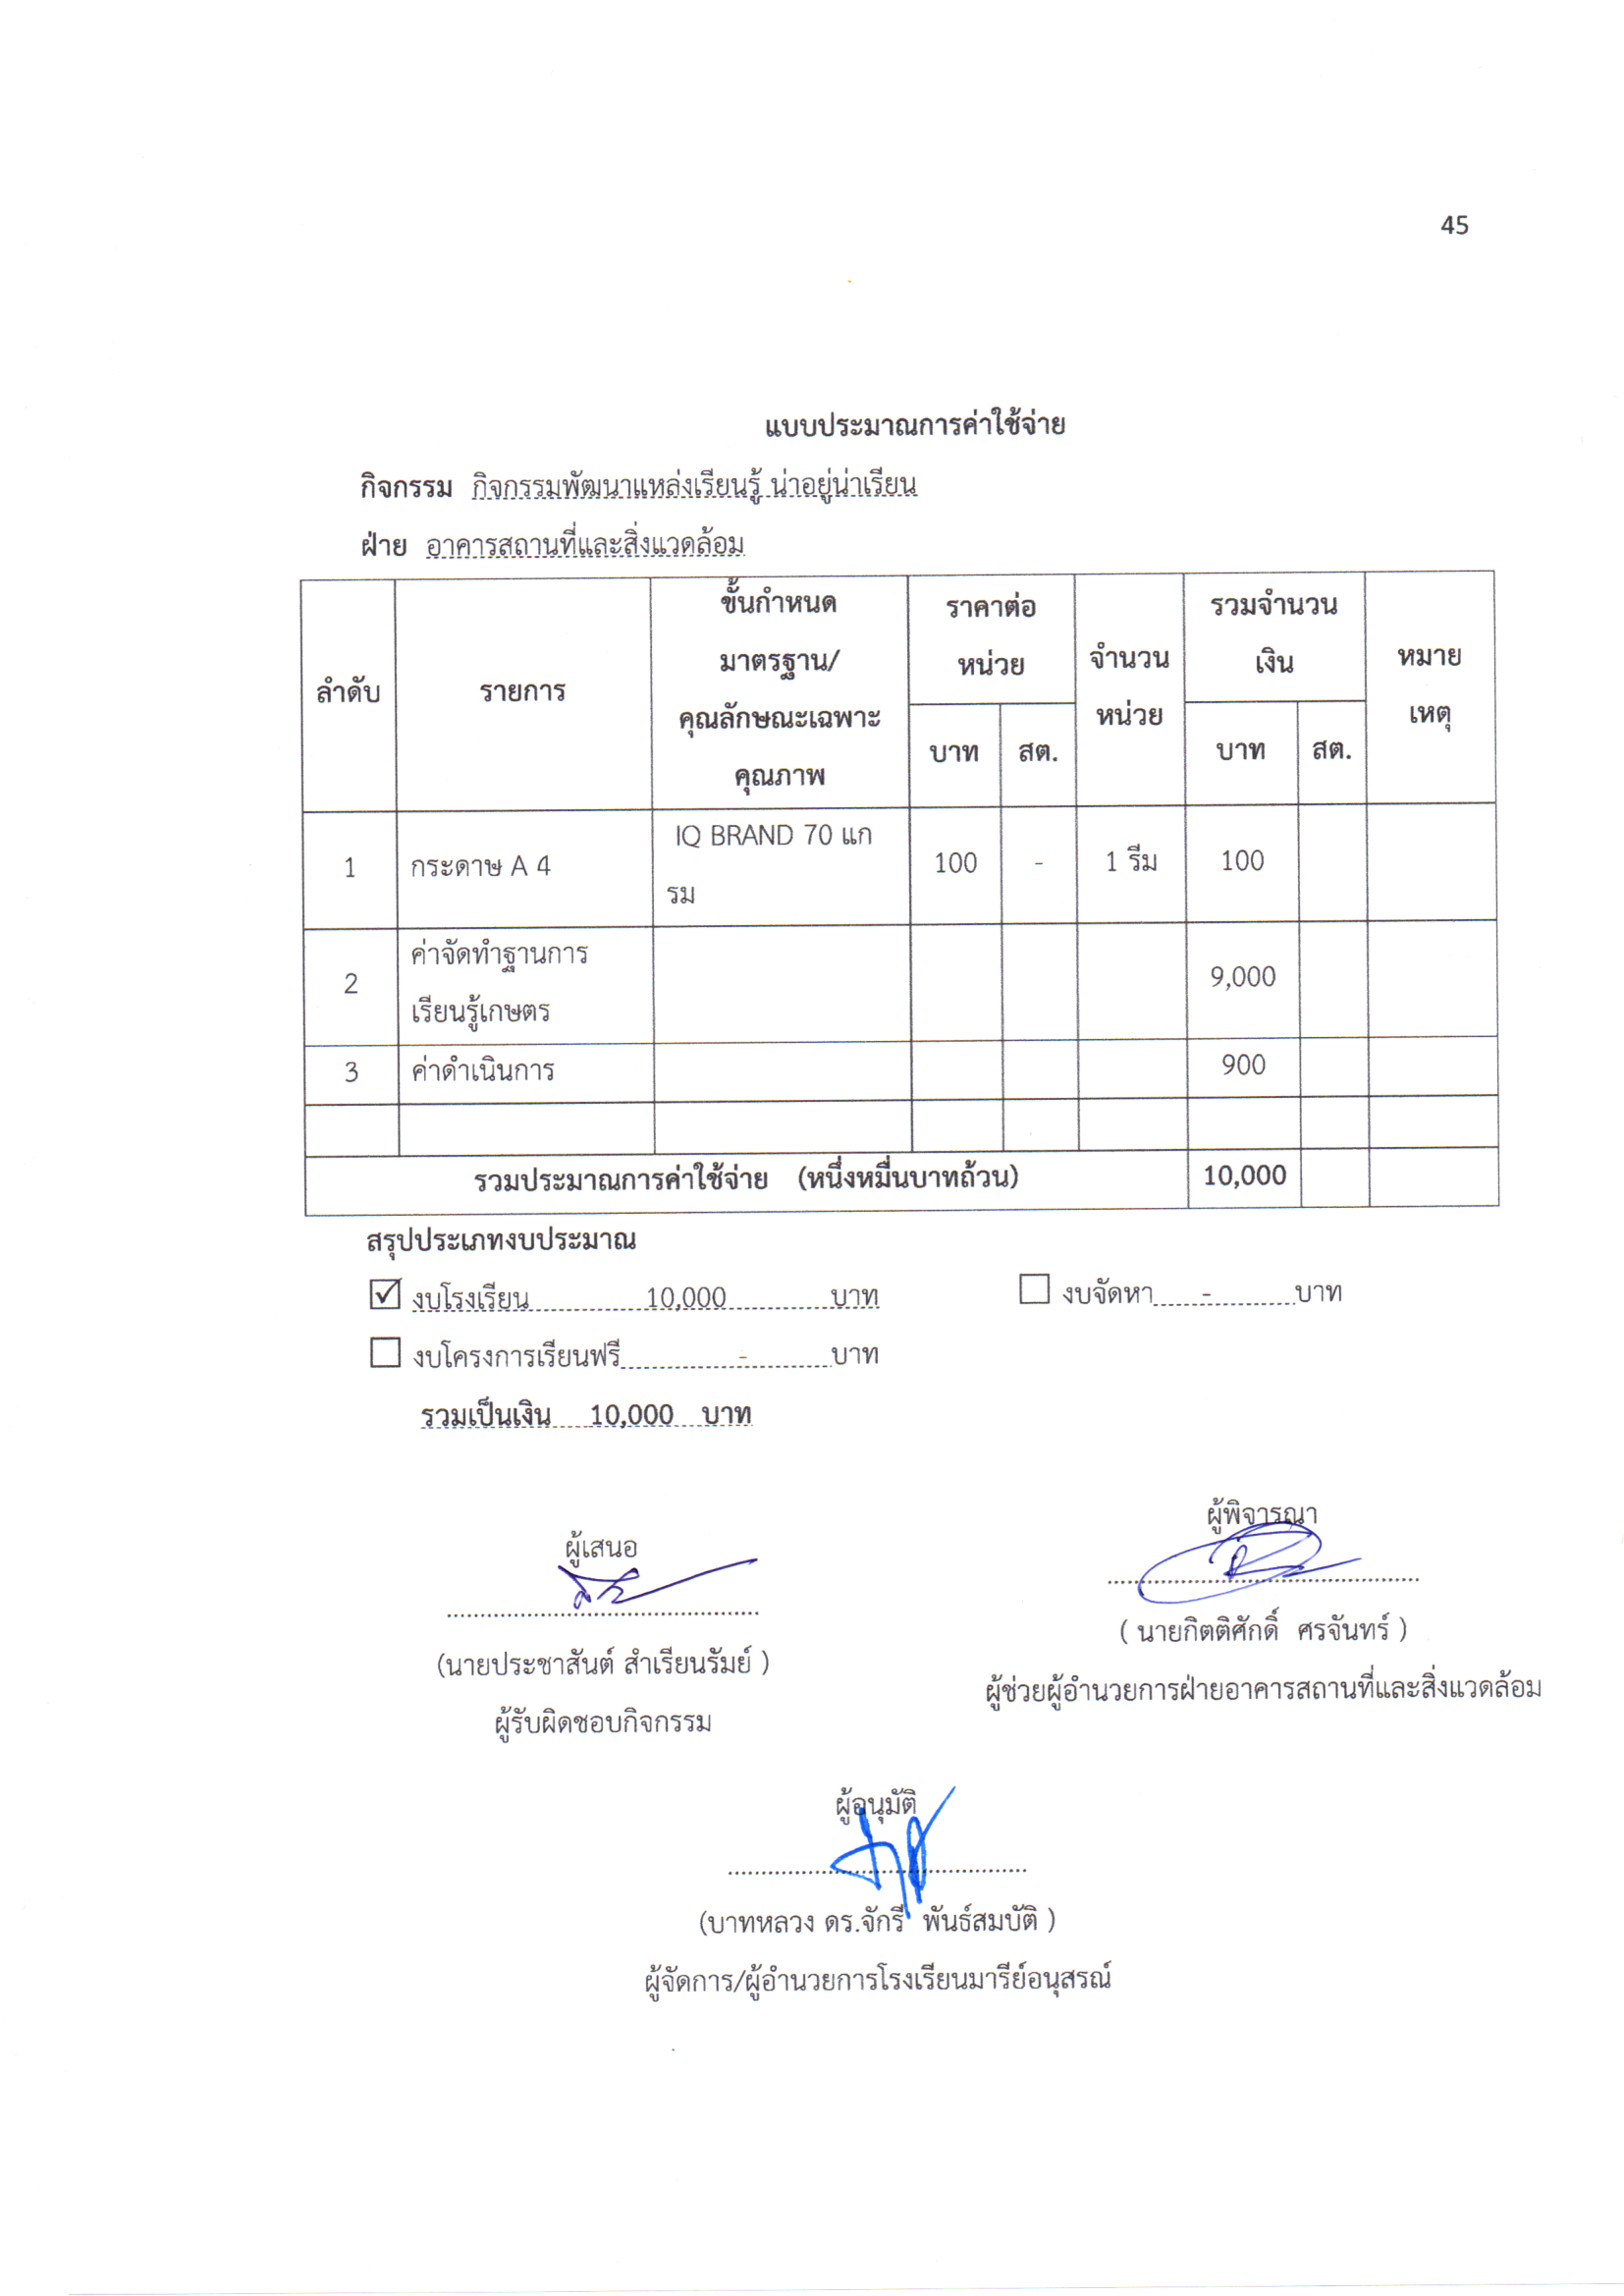 45
แบบประมาณการค่าใช้จ่าย
กิจกรรม กิจกรรมพัฒนาแหล่งเรียนรู้ น่าอยู่น่าเรียน
ฝ่าย อาคารสถานที่และสิ่งแวดล้อม
ลำดับ รายการ ขั้นกำหนด มาตรฐาน/ คุณลักษณะเฉพาะ คุณภาพ ราคาต่อ หน่วย จำนวน หน่วย รวมจำนวน เงิน หมาย เหตุ
บาท สต. บาท สต.
1 กระดาษ A 4 IQ BRAND 70 แก รม 100 - 1 รีม 100
2 ค่าจัดทำฐานการ เรียนรู้เกษตร 9,000
3 ค่าดำเนินการ 900
รวมประมาณการค่าใช้จ่าย (หนึ่งหมื่นบาทถ้วน) 10,000
สรุปประเภทงบประมาณ
งบโรงเรียน 10,000 บาท งบจัดหา - บาท
งบโครงการเรียนฟรี - บาท
รวมเป็นเงิน 10,000 บาท
ผู้เสนอ ผู้พิจารณา
(นายประชาสันต์ สำเรียนรัมย์ ) ( นายกิตติศักดิ์ ศรจันทร์ )
ผู้รับผิดชอบกิจกรรม ผู้ช่วยผู้อำนวยการฝ่ายอาคารสถานที่และสิ่งแวดล้อม
ผู้อนุมัติ
(บาทหลวง ดร.จักรี พันธ์สมบัติ )
ผู้จัดการ/ผู้อำนวยการโรงเรียนมารีย์อนุสรณ์